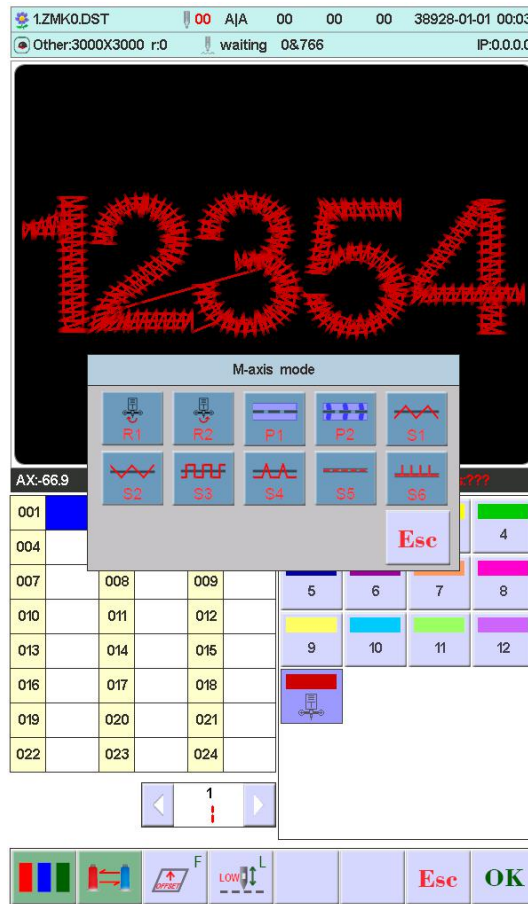 1.ZMK0.DST 00 A|A 00 00 00 38928-01-01 00:03
Other:3000X3000 r:0 waiting 0&766 IP:0.0.0.0
12354
M-axis mode
R1 R2 P1 P2 S1
S2 S3 S4 S5 S6
Esc
AX:-66.9 ???
001
4
004
007 008 009
5 6 7 8
010 011 012
013 014 015
9 10 11 12
016 017 018
019 020 021
022 023 024
1
OFFSET F LOW L Esc OK